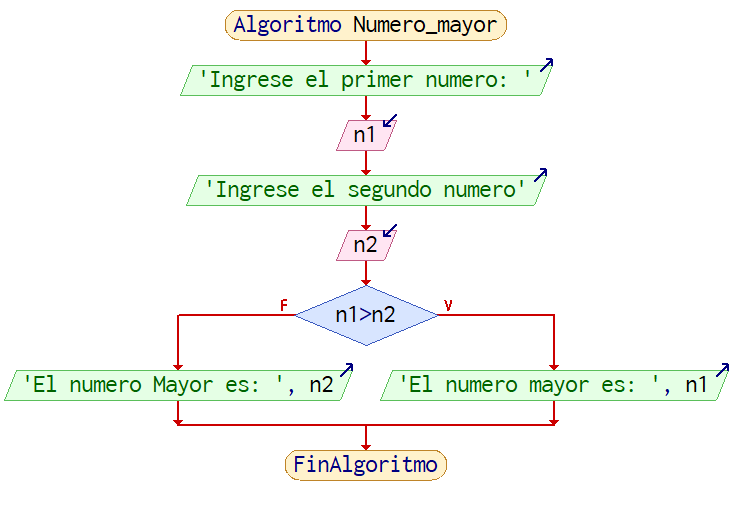 Algoritmo Numero_mayor
'Ingrese el primer numero: '
n1
'Ingrese el segundo numero'
n2
F
V
n1>n2
'El numero Mayor es: ', n2
'El numero mayor es: ', n1
FinAlgoritmo